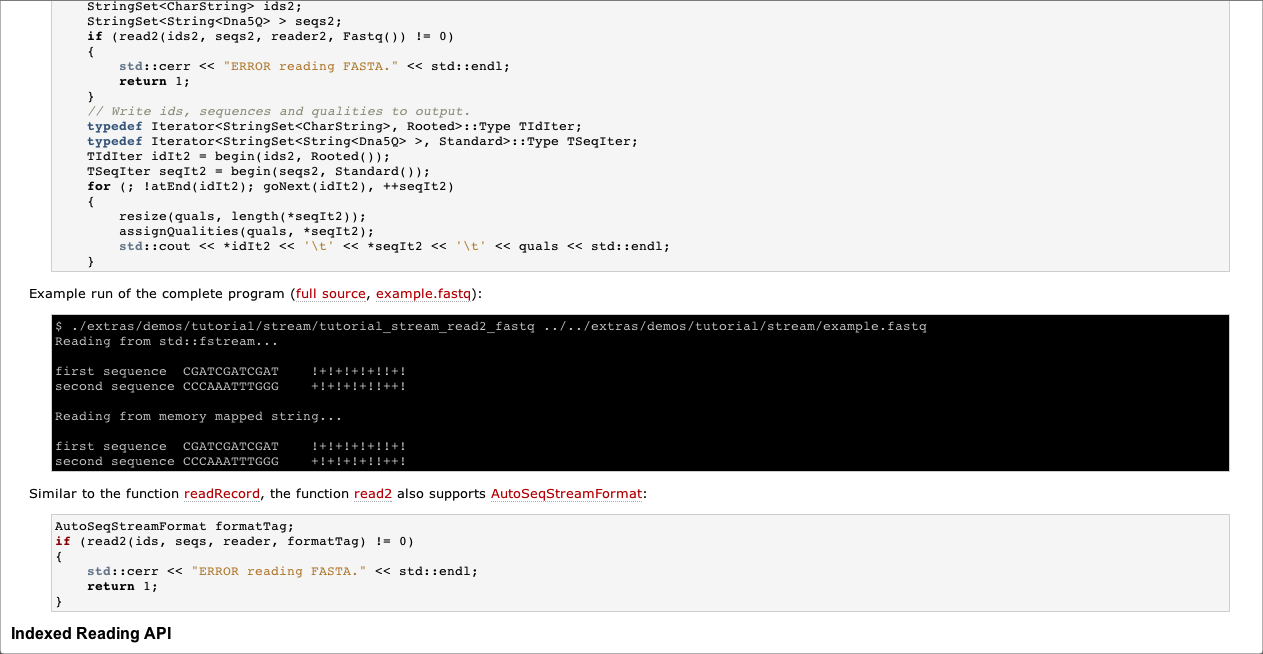 StringSet<CharString> ids2;
StringSet<String<Dna5Q> > seqs2;
if (read2(ids2, seqs2, reader2, Fastq()) != 0)
{
std::cerr << "ERROR reading FASTA." << std::endl;
return 1;
}
// Write ids, sequences and qualities to output.
typedef Iterator<StringSet<CharString>, Rooted>::Type TIdIter;
typedef Iterator<StringSet<String<Dna5Q> >, Standard>::Type TSeqIter;
TIdIter idIt2 = begin(ids2, Rooted());
TSeqIter seqIt2 = begin(seqs2, Standard());
for (; !atEnd(idIt2); goNext(idIt2), ++seqIt2)
{
resize(quals, length(*seqIt2));
assignQualities(quals, *seqIt2);
std::cout << *idIt2 << '\t' << *seqIt2 << '\t' << quals << std::endl;
}
Example run of the complete program (full source, example.fastq):
$ ./extras/demos/tutorial/stream/tutorial_stream_read2_fastq ../../extras/demos/tutorial/stream/example.fastq
Reading from std::fstream...
first sequence CGATCGATCGAT !+!+!+!+!!+!
second sequence CCCAAATTTGGG +!+!+!+!!++!
Reading from memory mapped string...
first sequence CGATCGATCGAT !+!+!+!+!!+!
second sequence CCCAAATTTGGG +!+!+!+!!++!
Similar to the function readRecord, the function read2 also supports AutoSeqStreamFormat:
AutoSeqStreamFormat formatTag;
if (read2(ids, seqs, reader, formatTag) != 0)
{
std::cerr << "ERROR reading FASTA." << std::endl;
return 1;
}
Indexed Reading API